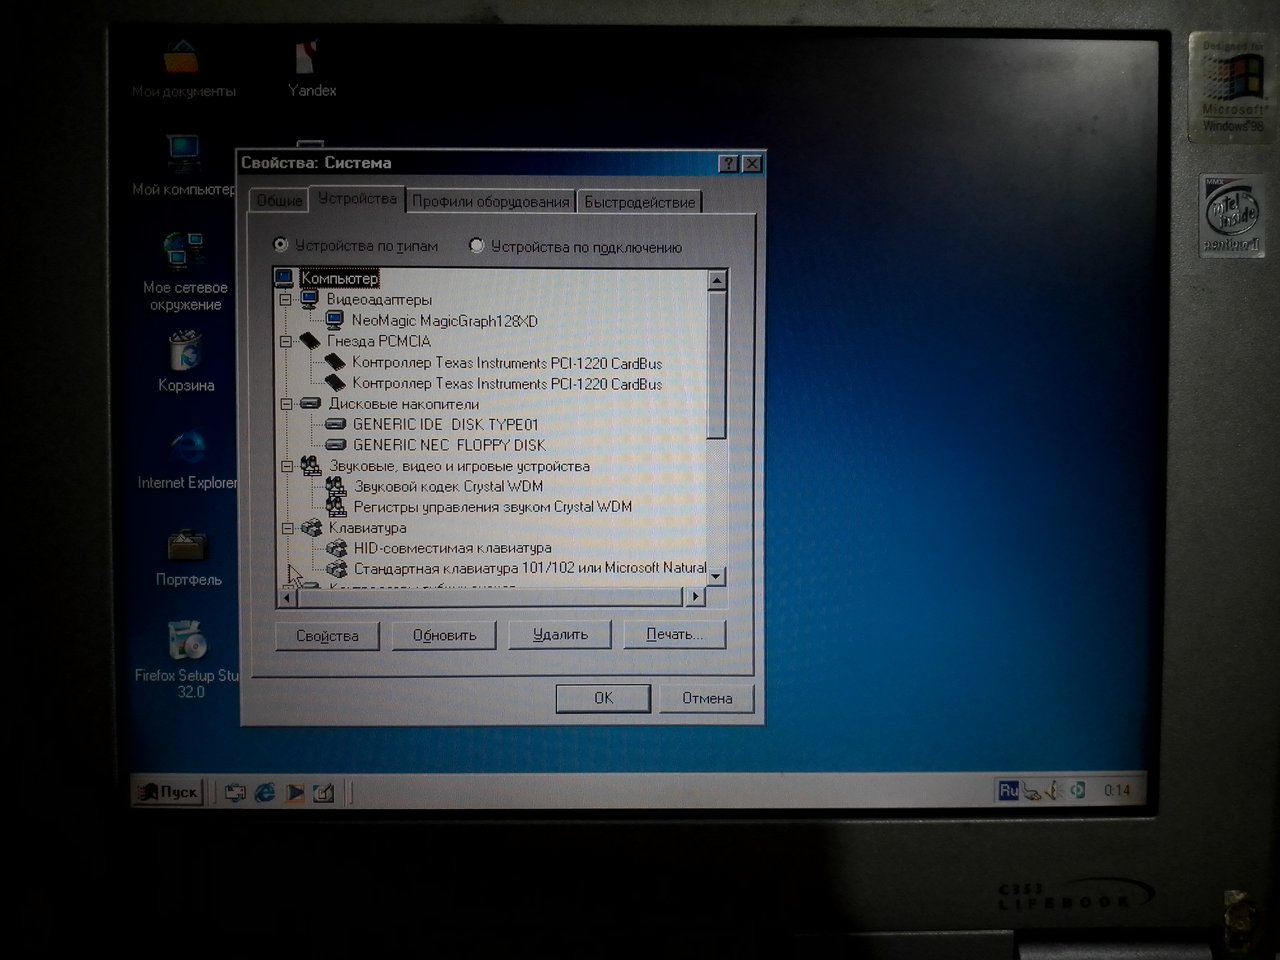 Мои документы
Yandex
Designed for
Microsoft®
Windows®98
Мой компьютер
Свойства: Система
Общие
Устройства
Профили оборудования
Быстродействие
MMX
intel
inside
pentium II
Устройства по типам
Устройства по подключению
Мое сетевое
окружение
Компьютер
Видеоадаптеры
NeoMagic MagicGraph128XD
Гнезда PCMCIA
Контроллер Texas Instruments PCI-1220 CardBus
Контроллер Texas Instruments PCI-1220 CardBus
Корзина
Дисковые накопители
GENERIC IDE DISK TYPE01
GENERIC NEC FLOPPY DISK
Звуковые, видео и игровые устройства
Internet Explorer
Звуковой кодек Crystal WDM
Регистры управления звуком Crystal WDM
Клавиатура
HID-совместимая клавиатура
Стандартная клавиатура 101/102 или Microsoft Natural
Портфель
Свойства
Обновить
Удалить
Печать...
Firefox Setup Stu
32.0
OK
Отмена
Пуск
Ru
0:14
C353
LIFEBOOK